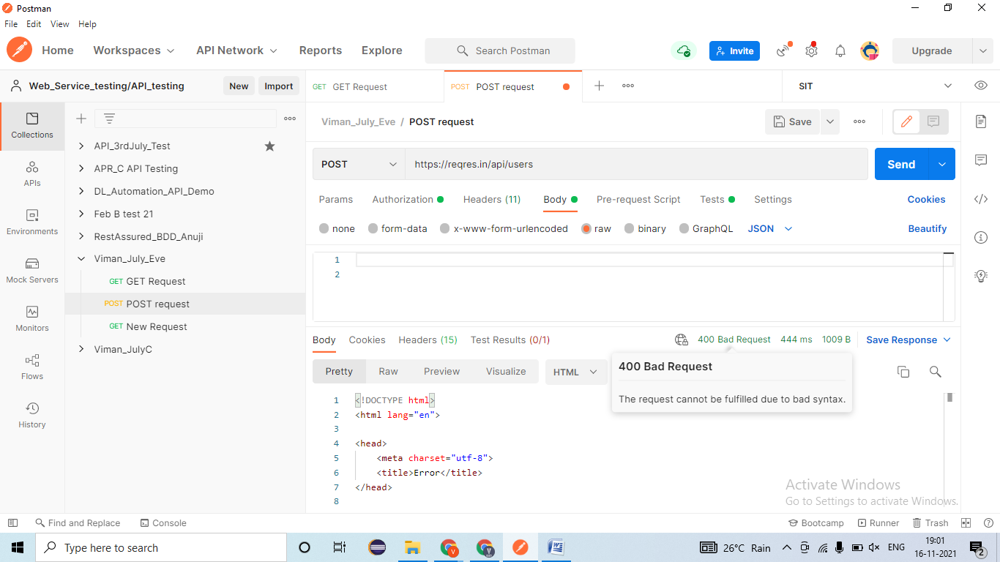 Postman
File Edit View Help
Home Workspaces API Network Reports Explore Search Postman Invite Upgrade
Web_Service_testing/API_testing New Import GET GET Request POST POST request SIT
Collections
APIs
Environments
Mock Servers
Monitors
Flows
History
API_3rdJuly_Test
APR_C API Testing
DL_Automation_API_Demo
Feb B test 21
RestAssured_BDD_Anuji
Viman_July_Eve
GET GET Request
POST POST request
GET New Request
Viman_JulyC
Viman_July_Eve / POST request Save
POST https://reqres.in/api/users Send
Params Authorization Headers (11) Body Pre-request Script Tests Settings Cookies
none form-data x-www-form-urlencoded raw binary GraphQL JSON Beautify
1
2
Body Cookies Headers (15) Test Results (0/1) 400 Bad Request 444 ms 1009 B Save Response
Pretty Raw Preview Visualize HTML
400 Bad Request
The request cannot be fulfilled due to bad syntax.
1 <!DOCTYPE html>
2 <html lang="en">
3
4 <head>
5 <meta charset="utf-8">
6 <title>Error</title>
7 </head>
8
Activate Windows
Go to Settings to activate Windows.
Find and Replace Console Bootcamp Runner Trash
Type here to search 26°C Rain ENG 19:01
16-11-2021 2